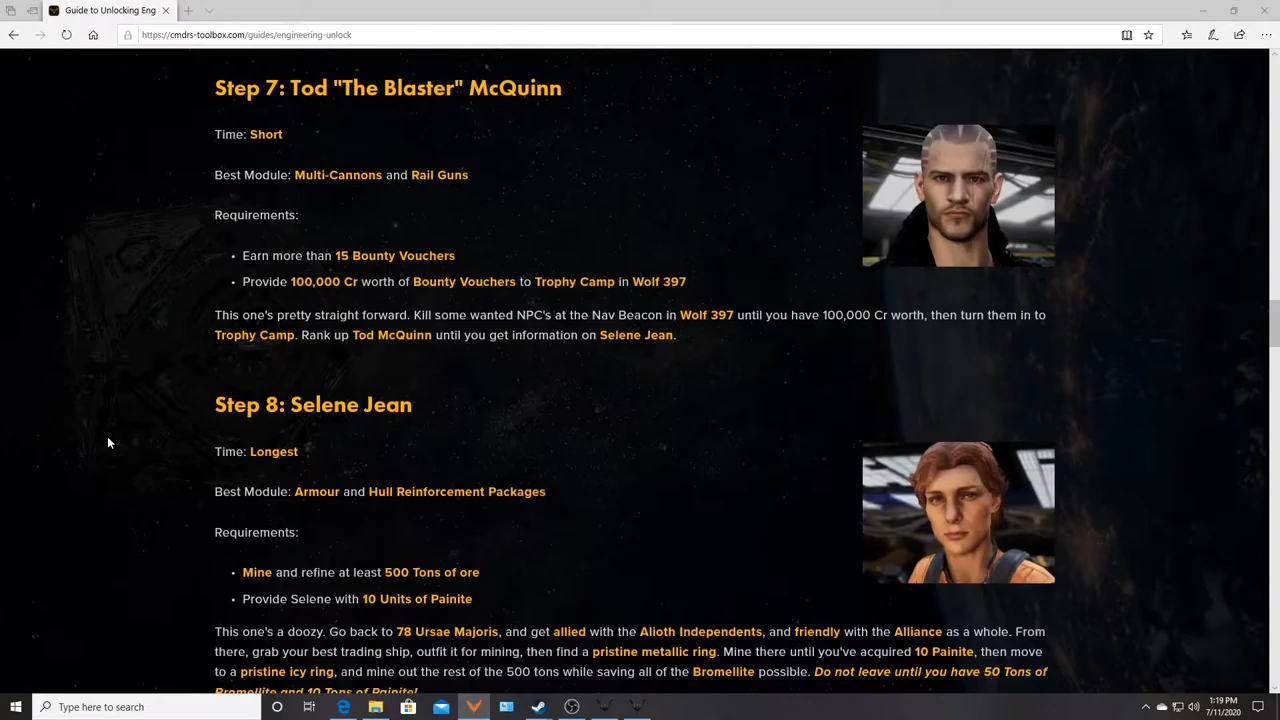 Guide to Unlocking Eng
https://cmdrs-toolbox.com/guides/engineering-unlock
Step 7: Tod "The Blaster" McQuinn
Time: Short
Best Module: Multi-Cannons and Rail Guns
Requirements:
• Earn more than 15 Bounty Vouchers
• Provide 100,000 Cr worth of Bounty Vouchers to Trophy Camp in Wolf 397
This one's pretty straight forward. Kill some wanted NPC's at the Nav Beacon in Wolf 397 until you have 100,000 Cr worth, then turn them in to
Trophy Camp. Rank up Tod McQuinn until you get information on Selene Jean.
Step 8: Selene Jean
Time: Longest
Best Module: Armour and Hull Reinforcement Packages
Requirements:
• Mine and refine at least 500 Tons of ore
• Provide Selene with 10 Units of Painite
This one's a doozy. Go back to 78 Ursae Majoris, and get allied with the Alioth Independents, and friendly with the Alliance as a whole. From
there, grab your best trading ship, outfit it for mining, then find a pristine metallic ring. Mine there until you've acquired 10 Painite, then move
to a pristine icy ring, and mine out the rest of the 500 tons while saving all of the Bromellite possible. Do not leave until you have 50 Tons of
Bromellite and 10 Tons of Painite!
Type here to search
1:19 PM
7/11/2020